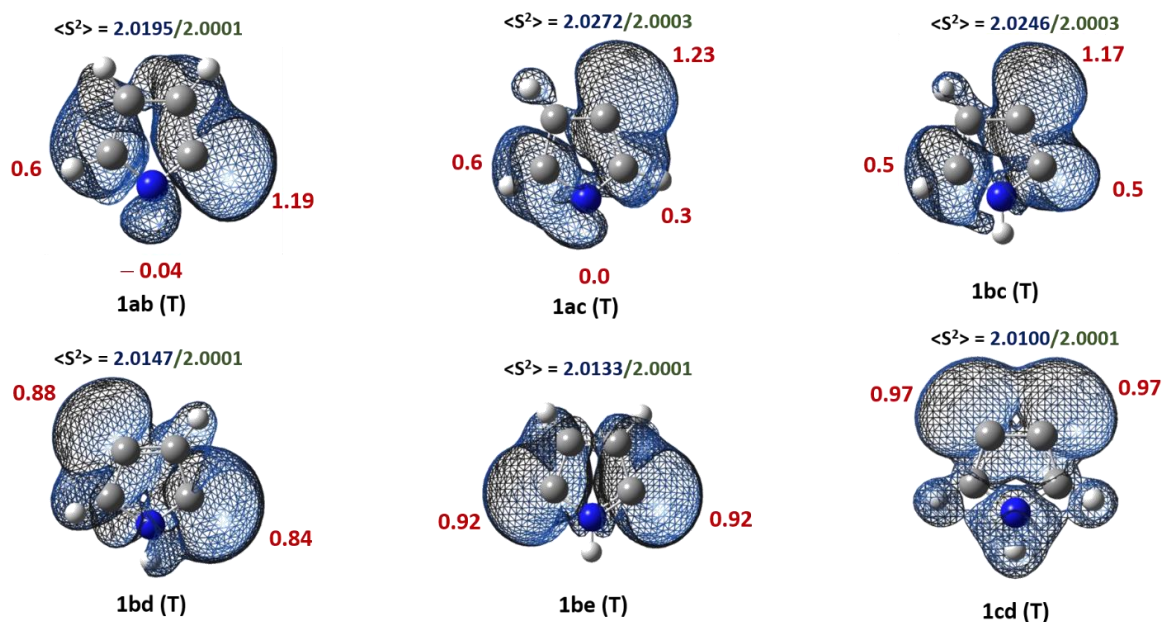 <S²> = 2.0195/2.0001
0.6
1.19
– 0.04
1ab (T)
<S²> = 2.0272/2.0003
1.23
0.6
0.3
0.0
1ac (T)
<S²> = 2.0246/2.0003
1.17
0.5
0.5
1bc (T)
<S²> = 2.0147/2.0001
0.88
0.84
1bd (T)
<S²> = 2.0133/2.0001
0.92
0.92
1be (T)
<S²> = 2.0100/2.0001
0.97
0.97
1cd (T)